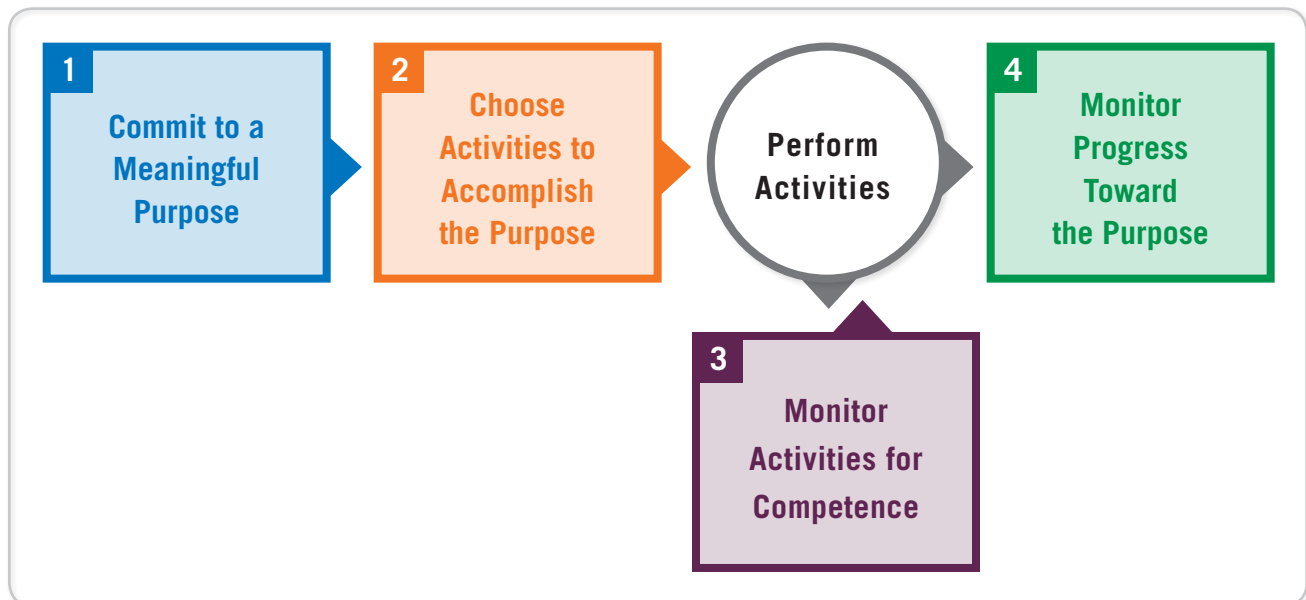 1
Commit to a
Meaningful
Purpose
2
Choose
Activities to
Accomplish
the Purpose
Perform
Activities
4
Monitor
Progress
Toward
the Purpose
3
Monitor
Activities for
Competence